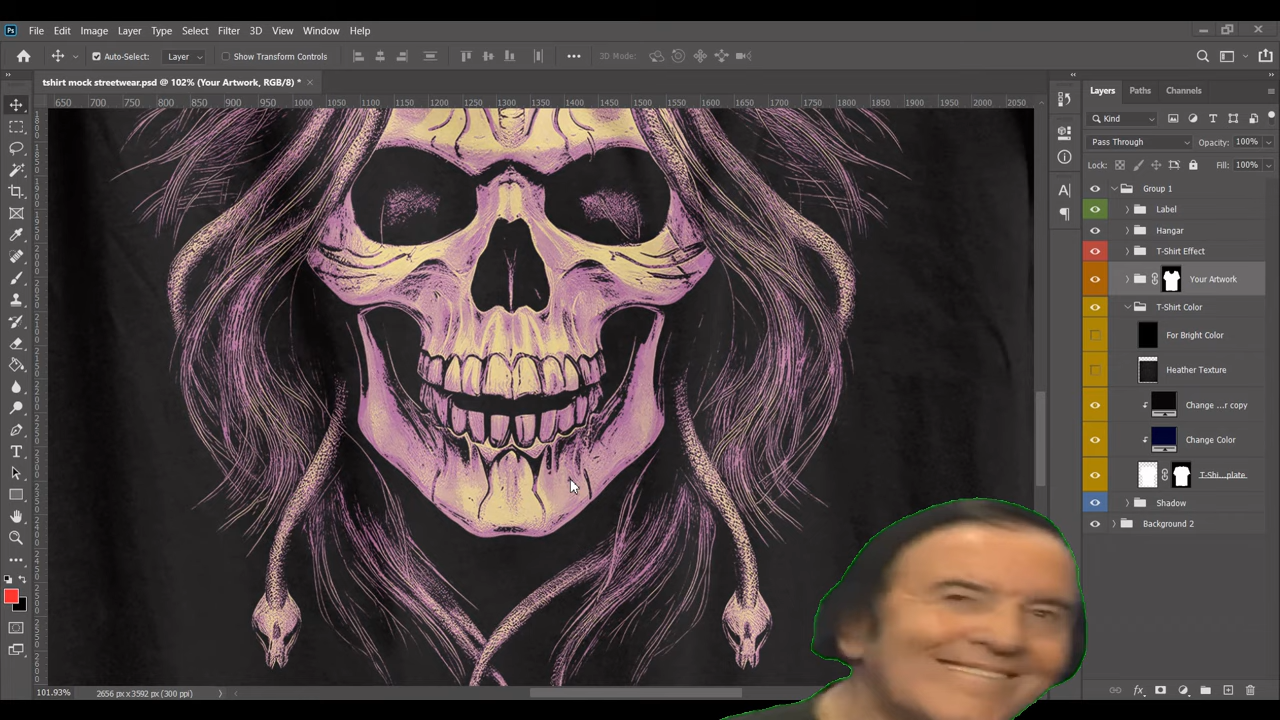 Ps File Edit Image Layer Type Select Filter 3D View Window Help
Auto-Select: Layer Show Transform Controls 3D Mode:
tshirt mock streetwear.psd @ 102% (Your Artwork, RGB/8) *
650 700 750 800 850 900 950 1000 1050 1100 1150 1200 1250 1300 1350 1400 1450 1500 1550 1600 1650 1700 1750 1800 1850 1900 1950 2000 2050
Layers Paths Channels
Kind
Pass Through Opacity: 100%
Lock: Fill: 100%
Group 1
Label
Hangar
T-Shirt Effect
Your Artwork
T-Shirt Color
For Bright Color
Heather Texture
Change ...r copy
Change Color
T-Shi...plate
Shadow
Background 2
101.93% 2656 px x 3592 px (300 ppi)